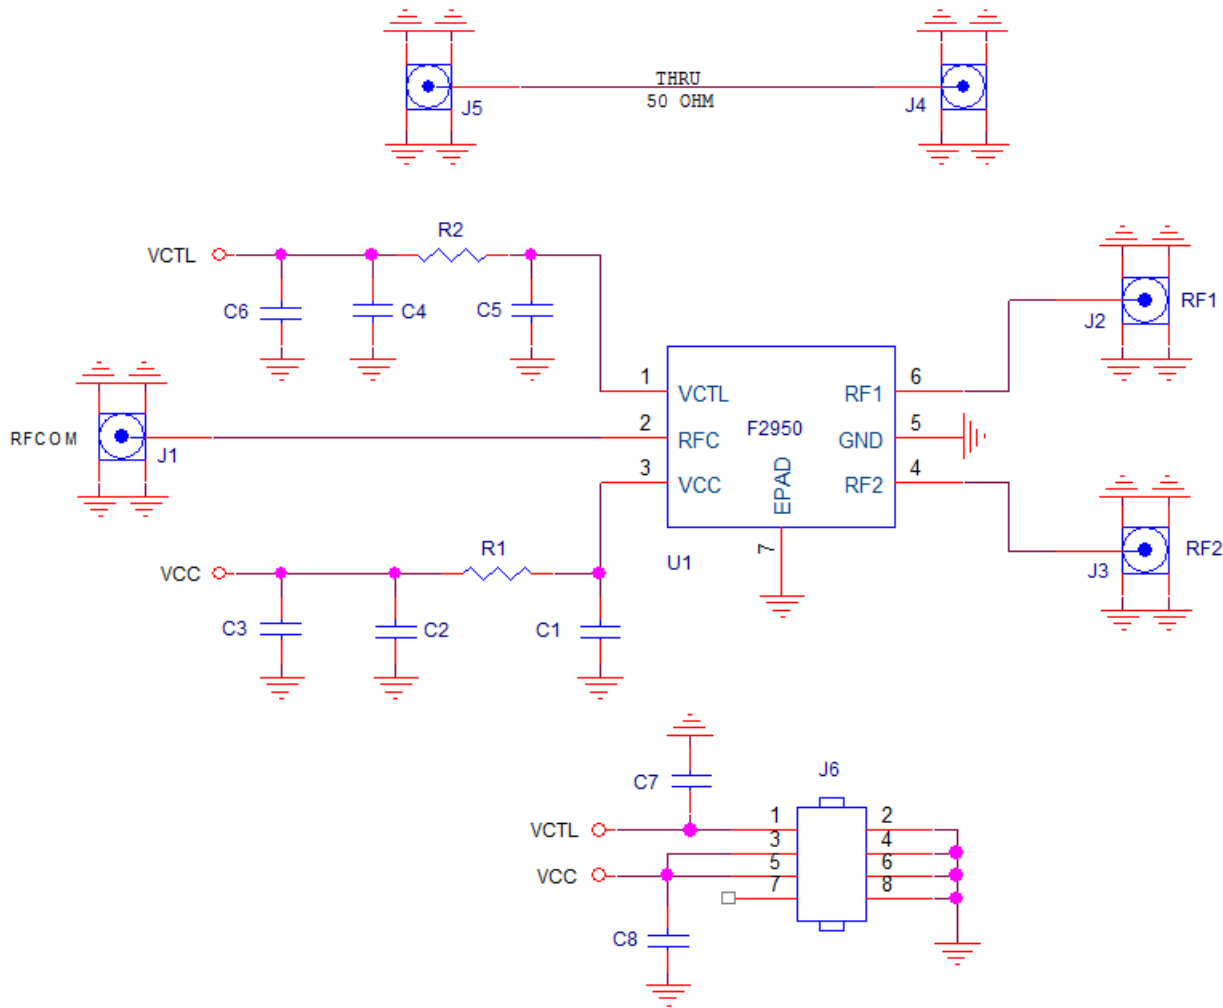 THRU
50 OHM
J5
J4
R2
VCTL
C6
C4
C5
J2
RF1
1
VCTL
RF1
6
RFCOM
J1
2
RFC
F2950
GND
5
3
VCC
EPAD
RF2
4
R1
VCC
7
U1
J3
RF2
C3
C2
C1
C7
J6
VCTL
1
2
3
4
VCC
5
6
7
8
C8